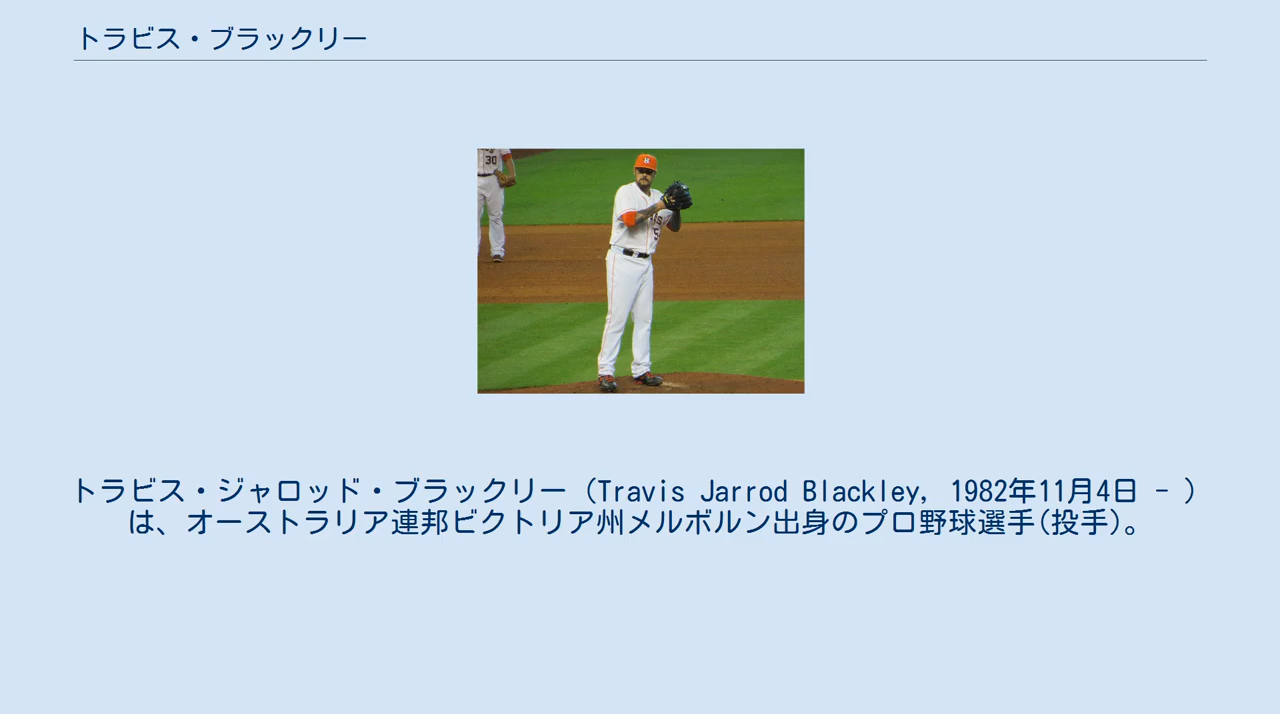 トラビス・ブラックリー
30
トラビス・ジャロッド・ブラックリー (Travis Jarrod Blackley, 1982年11月4日 - )
は、オーストラリア連邦ビクトリア州メルボルン出身のプロ野球選手(投手)。